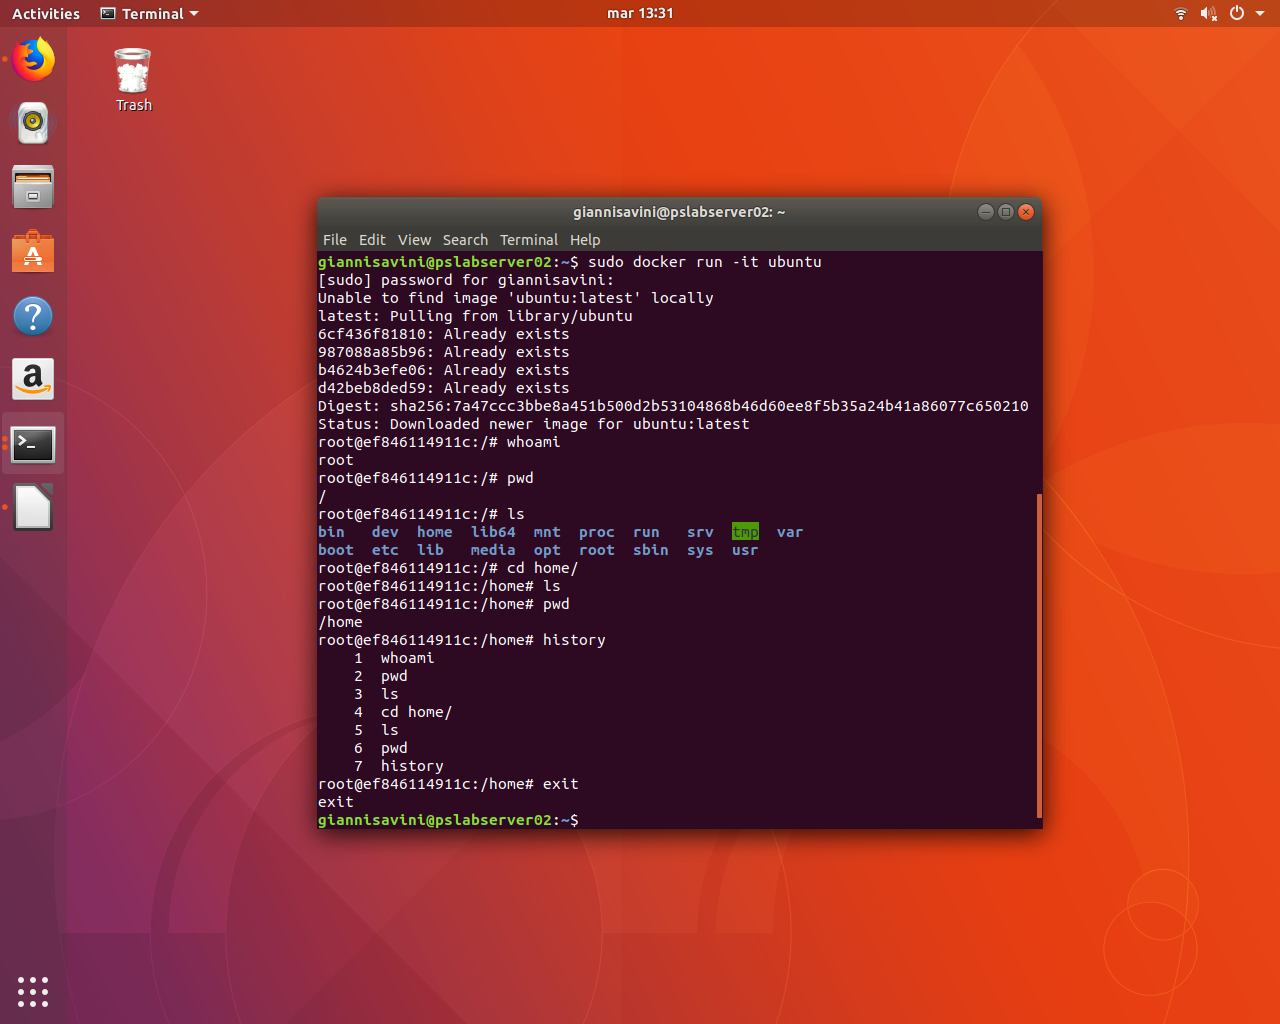 Activities Terminal mar 13:31
Trash
giannisavini@pslabserver02: ~
File Edit View Search Terminal Help
giannisavini@pslabserver02:~$ sudo docker run -it ubuntu
[sudo] password for giannisavini:
Unable to find image 'ubuntu:latest' locally
latest: Pulling from library/ubuntu
6cf436f81810: Already exists
987088a85b96: Already exists
b4624b3efe06: Already exists
d42beb8ded59: Already exists
Digest: sha256:7a47ccc3bbe8a451b500d2b53104868b46d60ee8f5b35a24b41a86077c650210
Status: Downloaded newer image for ubuntu:latest
root@ef846114911c:/# whoami
root
root@ef846114911c:/# pwd
/
root@ef846114911c:/# ls
bin dev home lib64 mnt proc run srv tmp var
boot etc lib media opt root sbin sys usr
root@ef846114911c:/# cd home/
root@ef846114911c:/home# ls
root@ef846114911c:/home# pwd
/home
root@ef846114911c:/home# history
1 whoami
2 pwd
3 ls
4 cd home/
5 ls
6 pwd
7 history
root@ef846114911c:/home# exit
exit
giannisavini@pslabserver02:~$